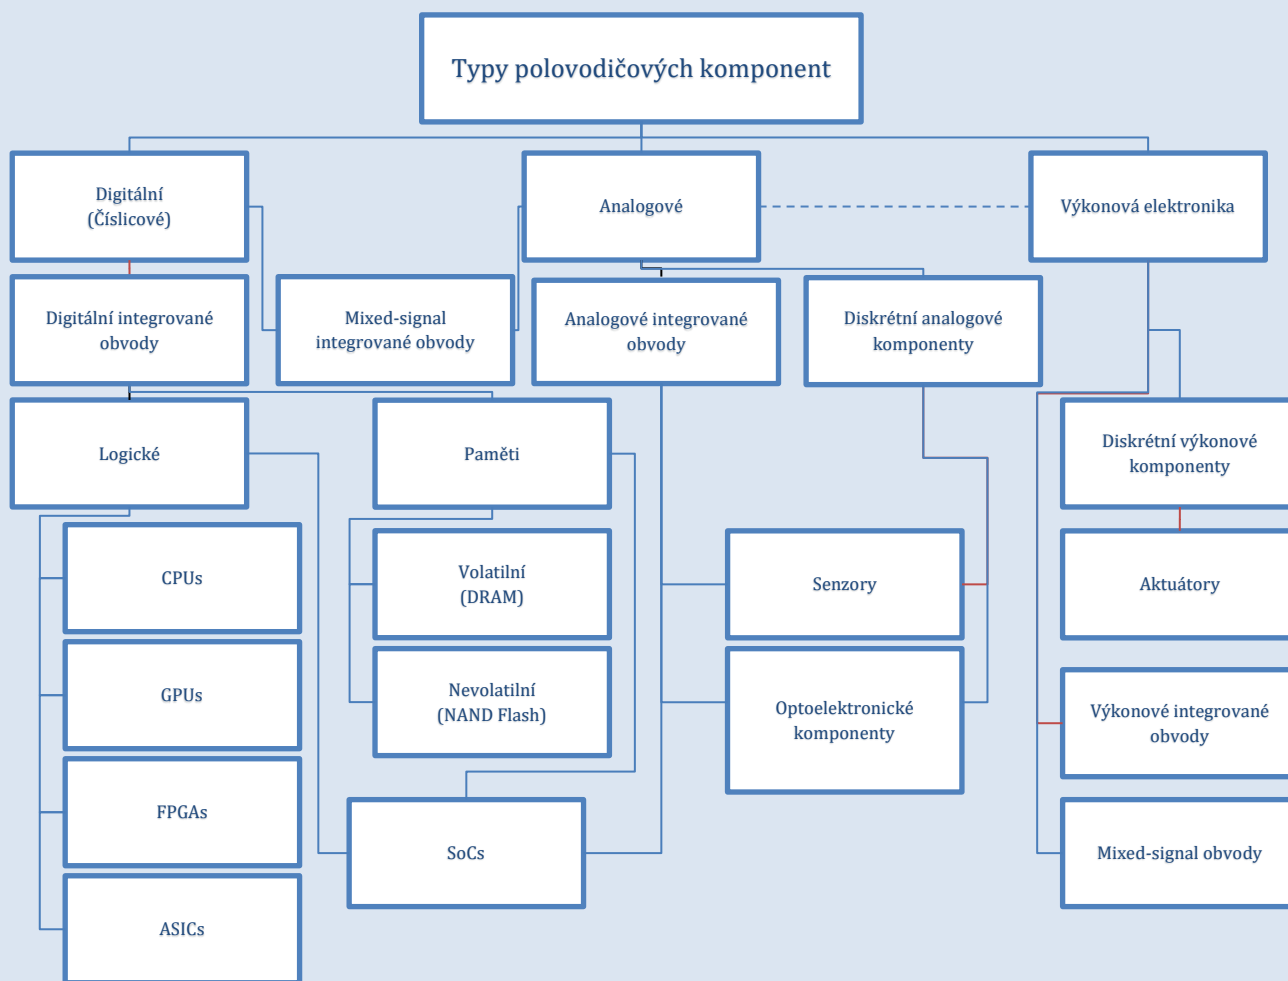 Typy polovodičových komponent
Digitální
(Číslicové)
Analogové
Výkonová elektronika
Digitální integrované
obvody
Mixed-signal
integrované obvody
Analogové integrované
obvody
Diskrétní analogové
komponenty
Logické
Paměti
Diskrétní výkonové
komponenty
CPUs
Volatilní
(DRAM)
Senzory
Aktuátory
GPUs
Nevolatilní
(NAND Flash)
Optoelektronické
komponenty
Výkonové integrované
obvody
FPGAs
SoCs
Mixed-signal obvody
ASICs